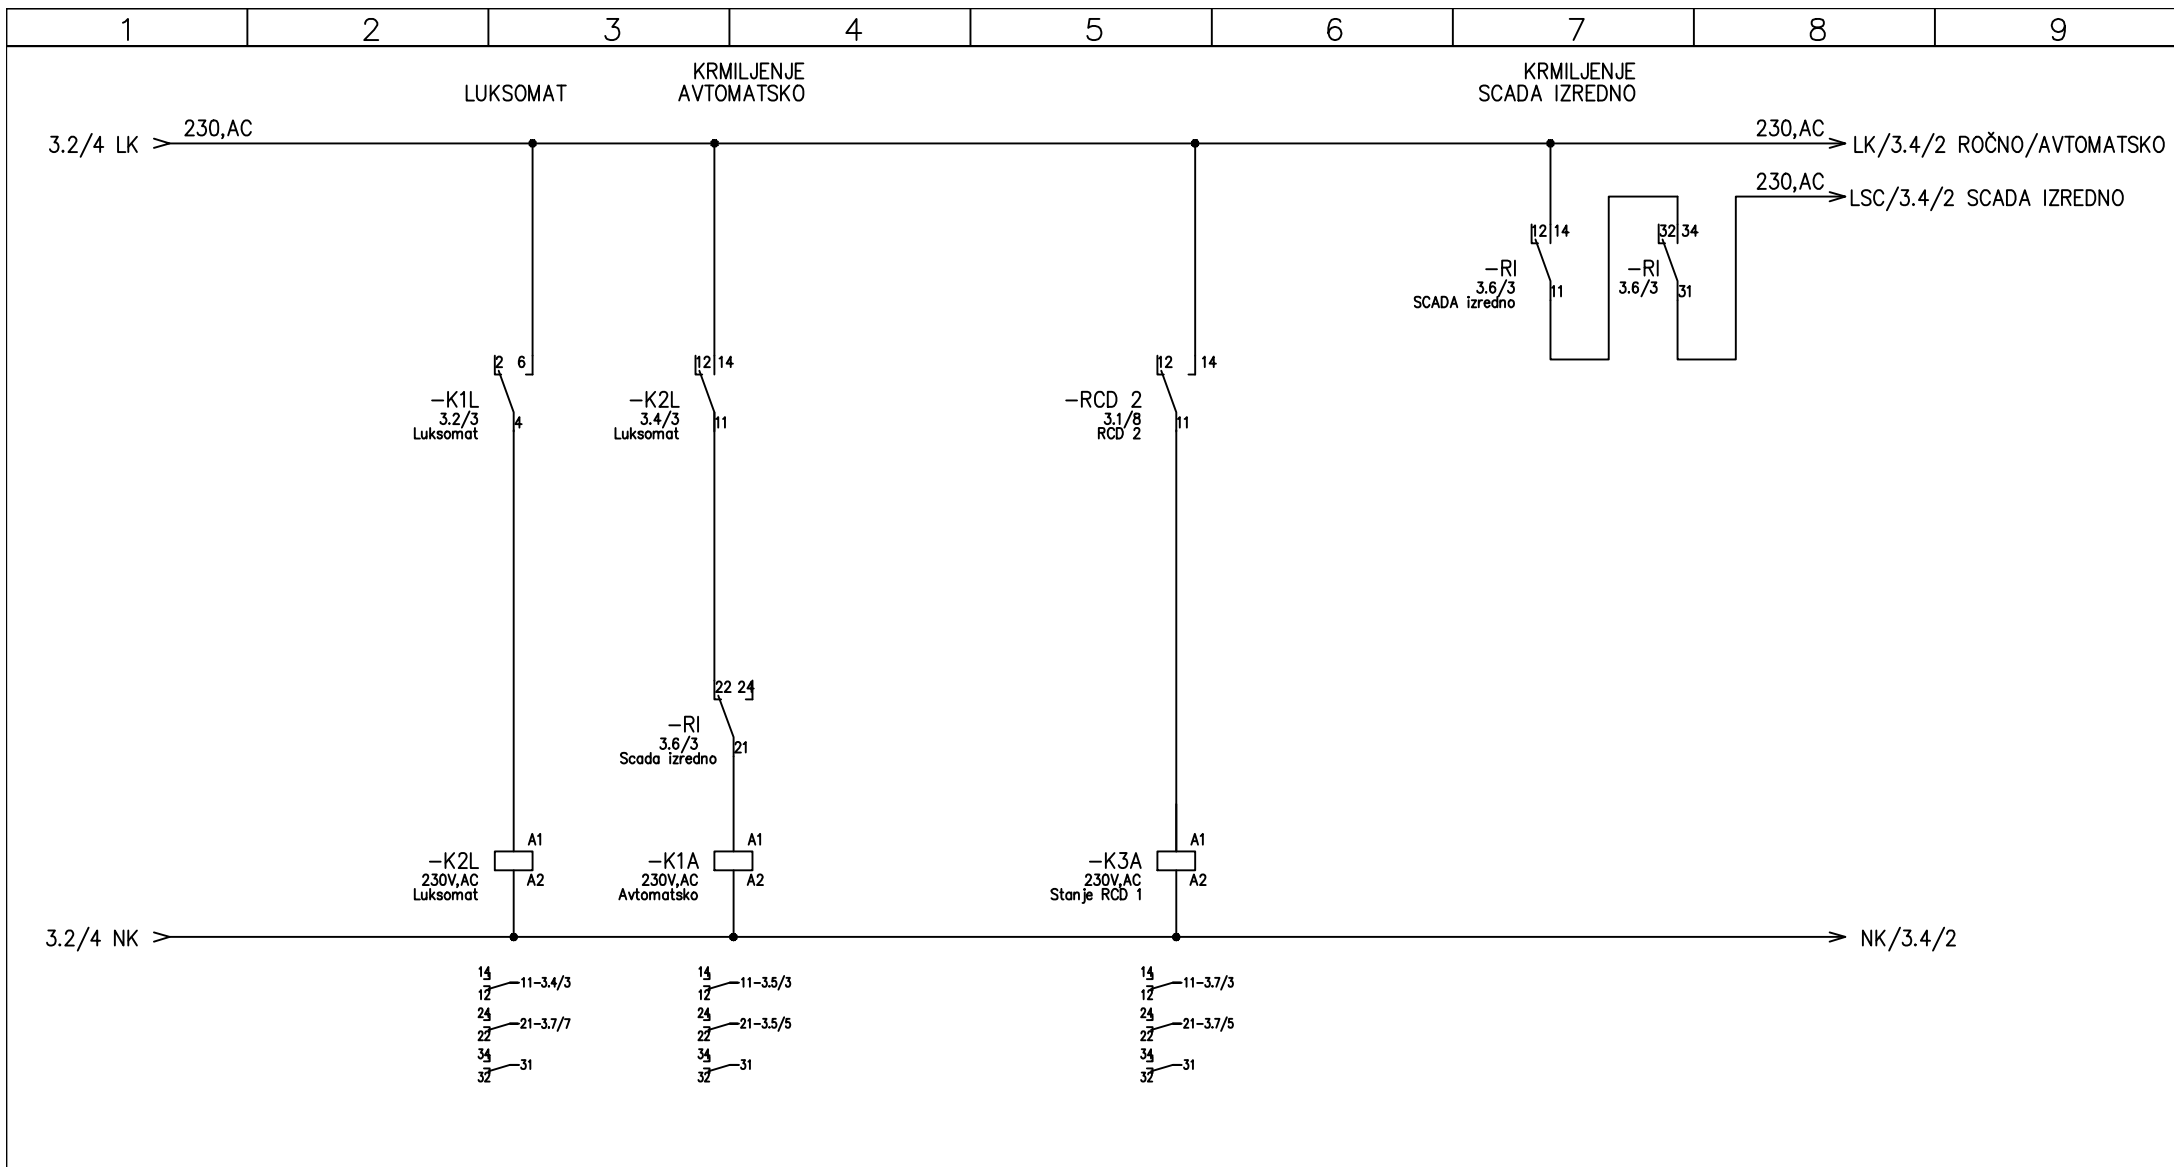 1 2 3 4 5 6 7 8 9
LUKSOMAT
KRMILJENJE
AVTOMATSKO
KRMILJENJE
SCADA IZREDNO
3.2/4 LK
230,AC
230,AC
LK/3.4/2 ROČNO/AVTOMATSKO
230,AC
LSC/3.4/2 SCADA IZREDNO
12 14
-RI
3.6/3
SCADA izredno
11
32 34
-RI
3.6/3
31
2 6
-K1L
3.2/3
Luksomat
4
12 14
-K2L
3.4/3
Luksomat
11
12 14
-RCD 2
3.1/8
RCD 2
11
22 24
-RI
3.6/3
Scada izredno
21
A1
-K2L
230V,AC
Luksomat
A2
A1
-K1A
230V,AC
Avtomatsko
A2
A1
-K3A
230V,AC
Stanje RCD 1
A2
3.2/4 NK
NK/3.4/2
14
11-3.4/3
12
24
21-3.7/7
22
34
31
32
14
11-3.5/3
12
24
21-3.5/5
22
34
31
32
14
11-3.7/3
12
24
21-3.7/5
22
34
31
32